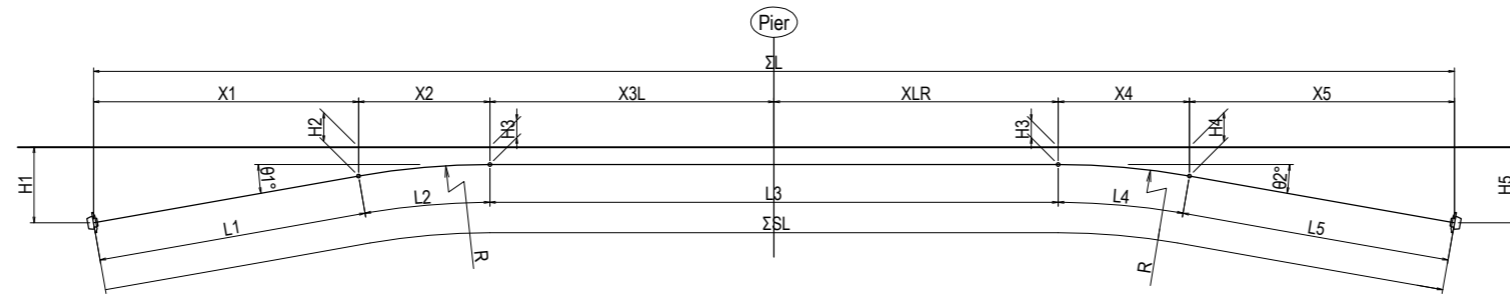 Pier
ΣL
X1 X2 X3L XLR X4 X5
H2 H3 H3 H4
H1 θ1° θ2° H5
L1 L2 L3 L4 L5
ΣSL
R R